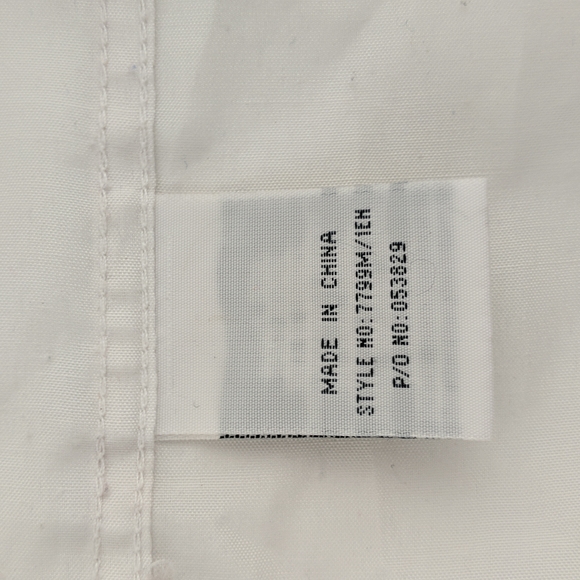 MADE IN CHINA
STYLE NO:7799M/1EH
P/O NO:053829